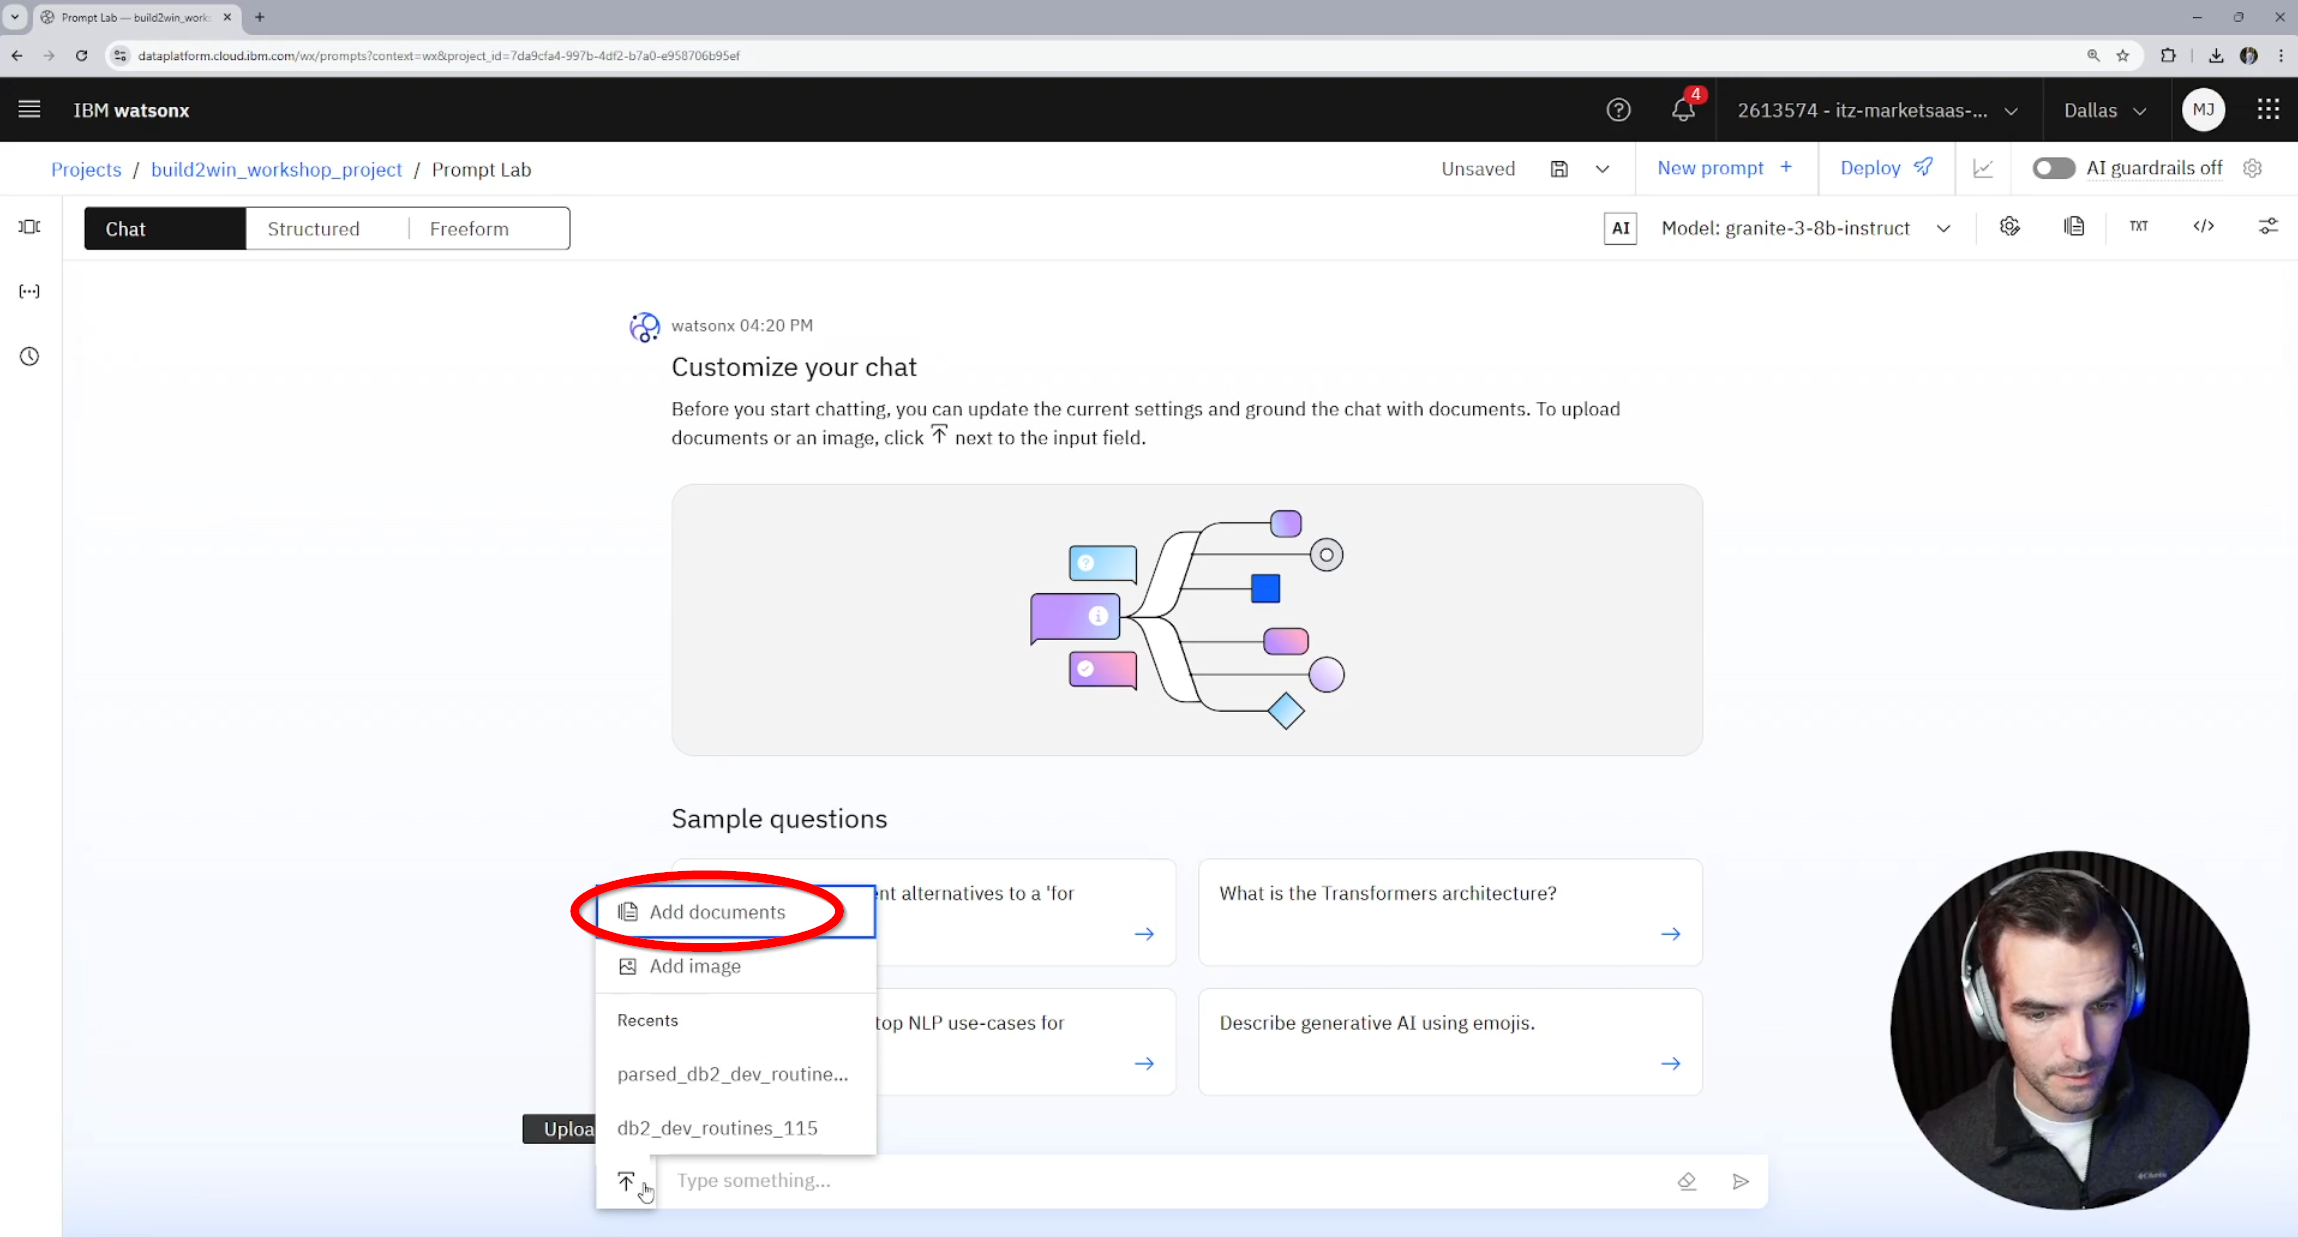 Prompt Lab — build2win_works
dataplatform.cloud.ibm.com/wx/prompts?context=wx&project_id=7da9cfa4-997b-4df2-b7a0-e958706b95ef
IBM watsonx
4
2613574 - itz-marketsaas-...
Dallas
MJ
Projects / build2win_workshop_project / Prompt Lab
Unsaved
New prompt +
Deploy
AI guardrails off
Chat
Structured
Freeform
AI
Model: granite-3-8b-instruct
TXT
</>
watsonx 04:20 PM
Customize your chat
Before you start chatting, you can update the current settings and ground the chat with documents. To upload
documents or an image, click next to the input field.
?
i
Sample questions
ent alternatives to a 'for
What is the Transformers architecture?
top NLP use-cases for
Describe generative AI using emojis.
Add documents
Add image
Recents
parsed_db2_dev_routine...
db2_dev_routines_115
Uploa
Type something...
Columbia